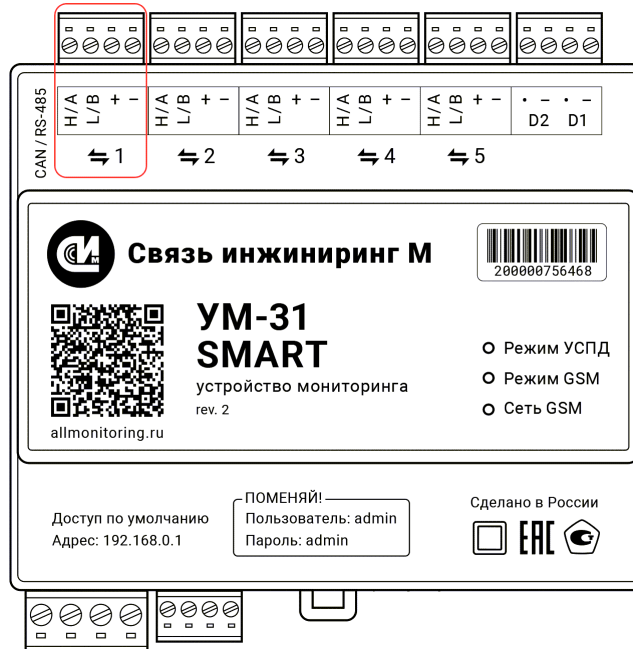 CAN / RS-485
H/A L/B + − H/A L/B + − H/A L/B + − H/A L/B + − H/A L/B + − · − · −
D2 D1
⇋ 1 ⇋ 2 ⇋ 3 ⇋ 4 ⇋ 5
СИМ
Связь инжиниринг М
200000756468
УМ-31
SMART
устройство мониторинга
rev. 2
allmonitoring.ru
Режим УСПД
Режим GSM
Сеть GSM
Доступ по умолчанию
Адрес: 192.168.0.1
ПОМЕНЯЙ!
Пользователь: admin
Пароль: admin
Сделано в России
EAC